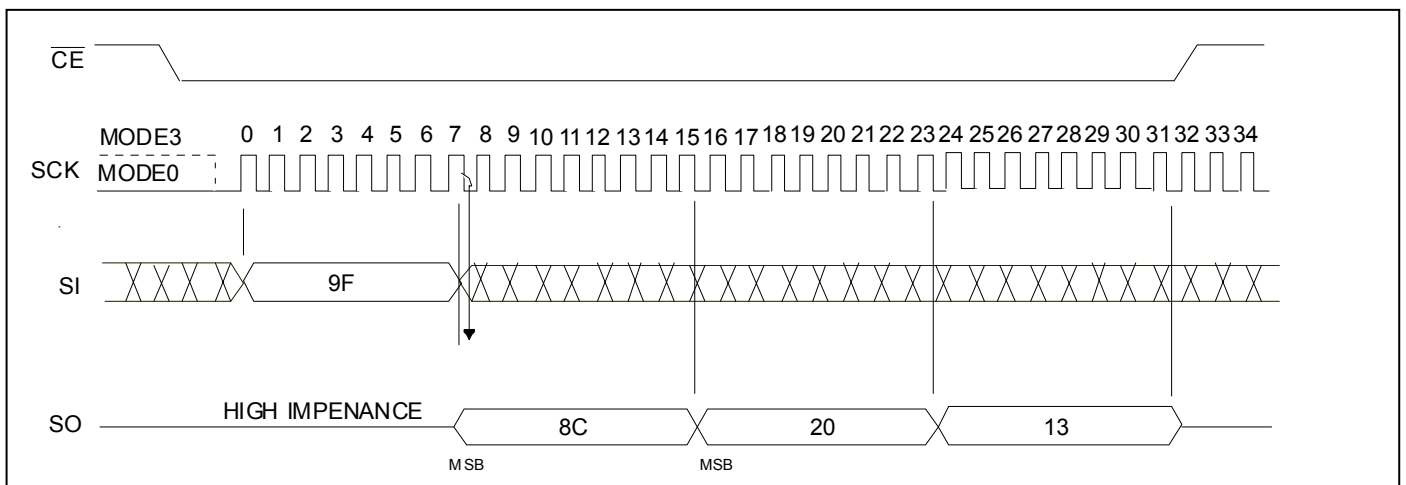 CE
MODE3 0 1 2 3 4 5 6 7 8 9 10 11 12 13 14 15 16 17 18 19 20 21 22 23 24 25 26 27 28 29 30 31 32 33 34
SCK MODE0
SI 9F
HIGH IMPENANCE
SO 8C 20 13
MSB MSB